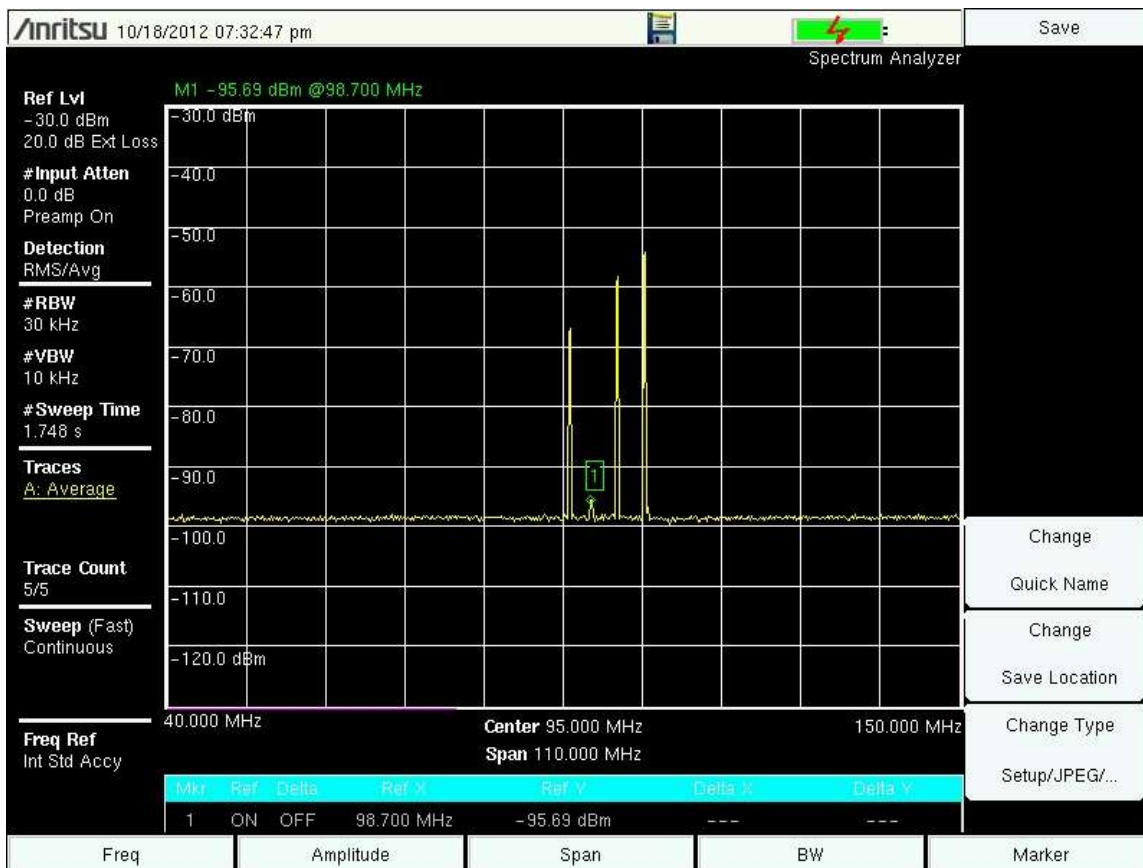 Anritsu 10/18/2012 07:32:47 pm
Save
Spectrum Analyzer
M1 -95.69 dBm @98.700 MHz
Ref Lvl
-30.0 dBm
20.0 dB Ext Loss
#Input Atten
0.0 dB
Preamp On
Detection
RMS/Avg
#RBW
30 kHz
#VBW
10 kHz
#Sweep Time
1.748 s
Traces
A: Average
Trace Count
5/5
Sweep (Fast)
Continuous
Freq Ref
Int Std Accy
-30.0 dBm
-40.0
-50.0
-60.0
-70.0
-80.0
-90.0
1
-100.0
-110.0
-120.0 dBm
40.000 MHz
Center 95.000 MHz
150.000 MHz
Span 110.000 MHz
Mkr Ref Delta Ref X Ref Y Delta X Delta Y
1 ON OFF 98.700 MHz -95.69 dBm --- ---
Change
Quick Name
Change
Save Location
Change Type
Setup/JPEG/...
Freq Amplitude Span BW Marker